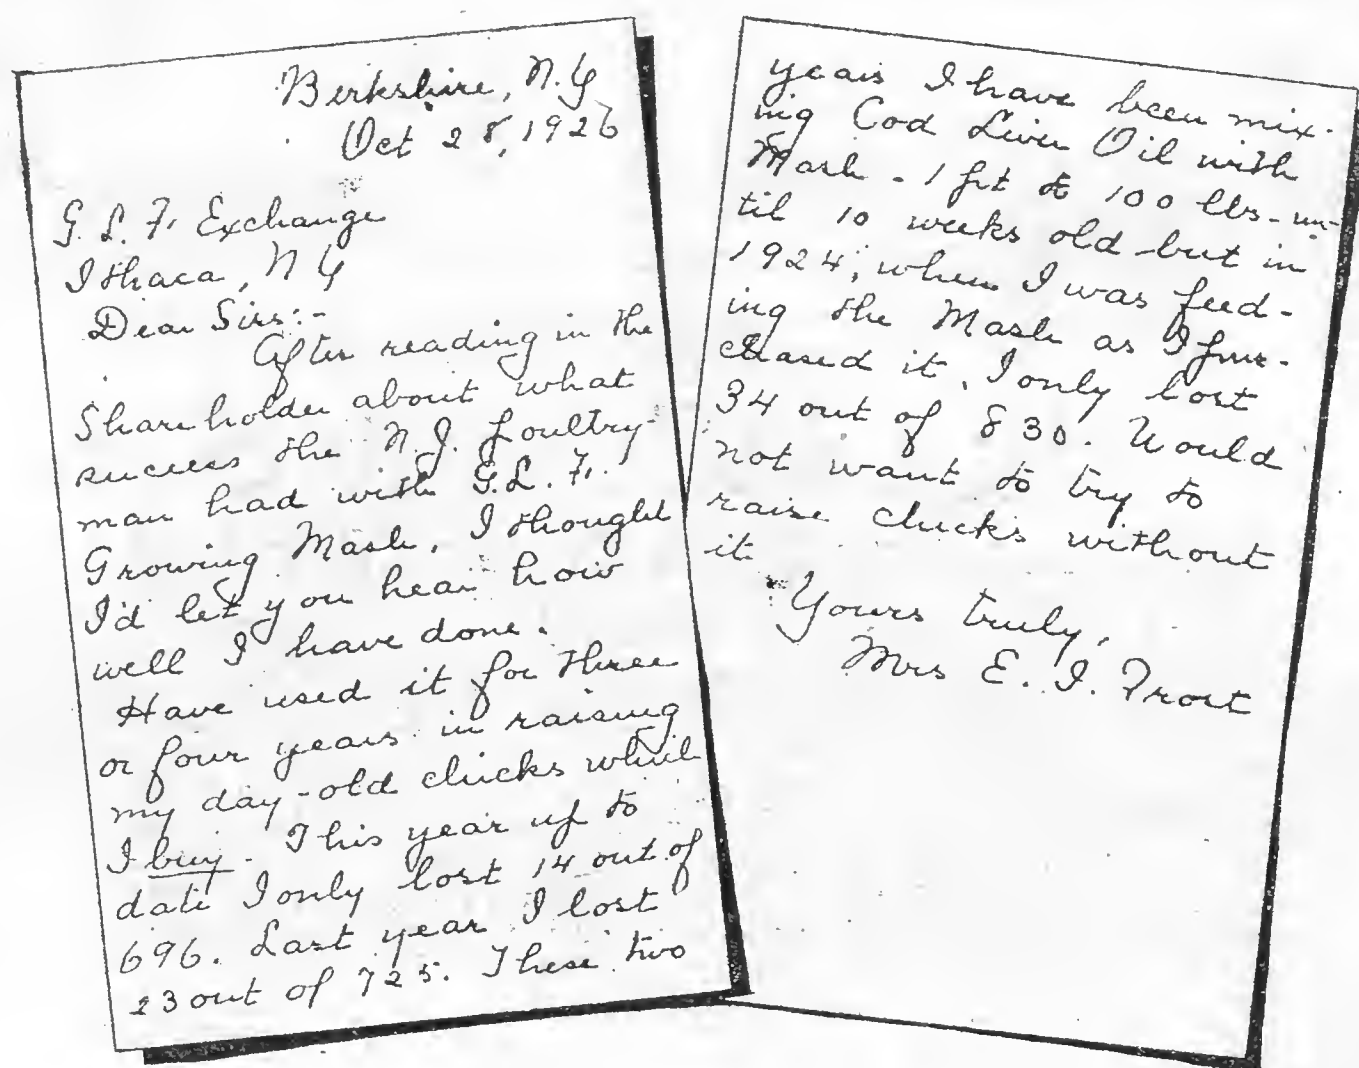 Berkshire, N.Y
Oct 28, 1926
G. L. F. Exchange
Ithaca, N Y
Dear Sirs:-
After reading in the
Shareholder about what
success the N.J. poultry-
man had with G.L.F.
Growing Mash, I thought
I'd let you hear how
well I have done.
Have used it for three
or four years in raising
my day-old chicks which
I buy. This year up to
date I only lost 14 out of
696. Last year I lost
23 out of 725. These two
years I have been mix-
ing Cod Liver Oil with
Mash - 1 pt to 100 lbs - un-
til 10 weeks old but in
1924, when I was feed-
ing the Mash as I pur-
chased it, I only lost
34 out of 830. Would
not want to try to
raise chicks without
it
Yours truly,
Mrs E. I. Frost